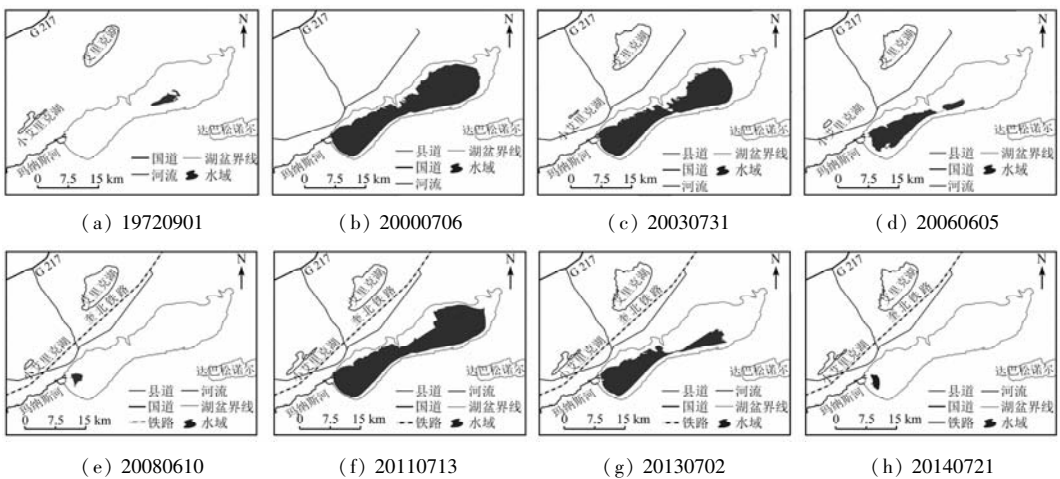 G 217
N
艾里克湖
小艾里克湖
达巴松诺尔
玛纳斯河
国道 湖盆界线
河流 水域
0 7.5 15 km
(a) 19720901
G 217
N
艾里克湖
达巴松诺尔
玛纳斯河
县道 湖盆界线
国道 水域
河流
0 7.5 15 km
(b) 20000706
G 217
N
艾里克湖
小艾里克湖
达巴松诺尔
玛纳斯河
县道 湖盆界线
国道 水域
河流
0 7.5 15 km
(c) 20030731
G 217
N
艾里克湖
小艾里克湖
达巴松诺尔
玛纳斯河
县道 湖盆界线
国道 水域
河流
0 7.5 15 km
(d) 20060605
G 217
N
艾里克湖
奎北铁路
小艾里克湖
达巴松诺尔
玛纳斯河
县道 河流
国道 湖盆界线
铁路 水域
0 7.5 15 km
(e) 20080610
G 217
N
艾里克湖
奎北铁路
小艾里克湖
达巴松诺尔
玛纳斯河
县道 河流
国道 湖盆界线
铁路 水域
0 7.5 15 km
(f) 20110713
G 217
N
艾里克湖
奎北铁路
小艾里克湖
达巴松诺尔
玛纳斯河
县道 河流
国道 湖盆界线
铁路 水域
0 7.5 15 km
(g) 20130702
G 217
N
艾里克湖
奎北铁路
小艾里克湖
达巴松诺尔
玛纳斯河
县道 河流
国道 湖盆界线
铁路 水域
0 7.5 15 km
(h) 20140721